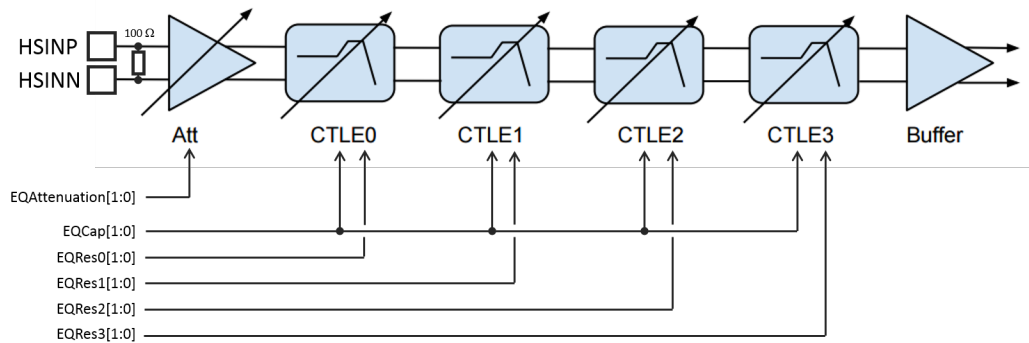 100 Ω
HSINP
HSINN
Att
CTLE0
CTLE1
CTLE2
CTLE3
Buffer
EQAttenuation[1:0]
EQCap[1:0]
EQRes0[1:0]
EQRes1[1:0]
EQRes2[1:0]
EQRes3[1:0]